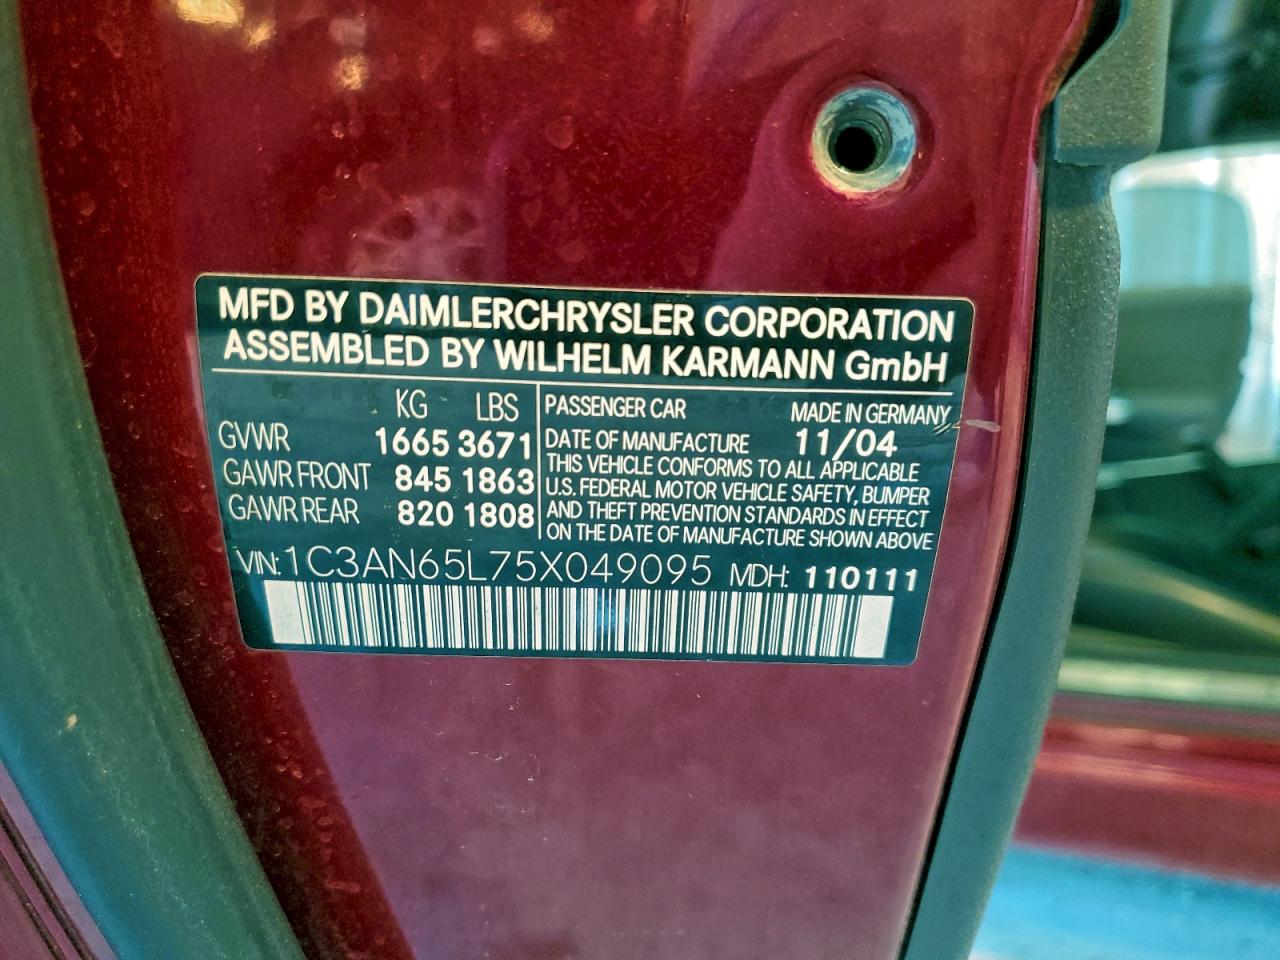 MFD BY DAIMLERCHRYSLER CORPORATION
ASSEMBLED BY WILHELM KARMANN GmbH
KG LBS
GVWR 1665 3671
GAWR FRONT 845 1863
GAWR REAR 820 1808
PASSENGER CAR MADE IN GERMANY
DATE OF MANUFACTURE 11/04
THIS VEHICLE CONFORMS TO ALL APPLICABLE
U.S. FEDERAL MOTOR VEHICLE SAFETY, BUMPER
AND THEFT PREVENTION STANDARDS IN EFFECT
ON THE DATE OF MANUFACTURE SHOWN ABOVE
VIN: 1C3AN65L75X049095 MDH: 110111